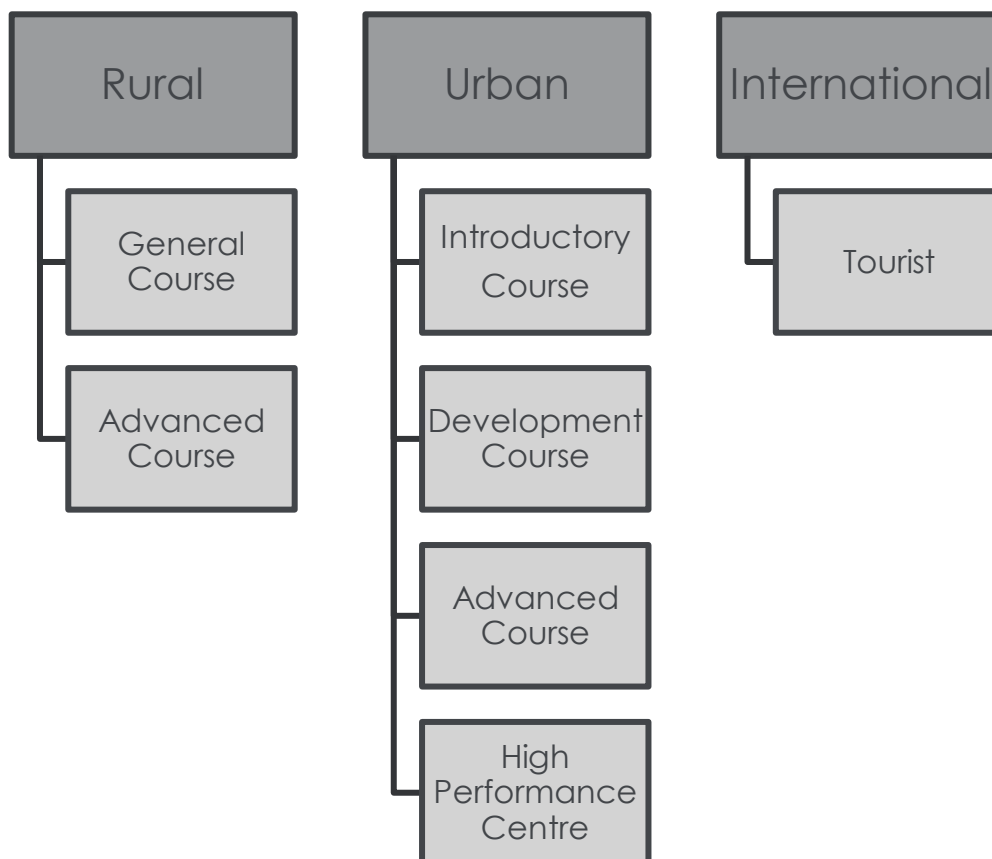 Rural
General
Course
Advanced
Course
Urban
Introductory
Course
Development
Course
Advanced
Course
High
Performance
Centre
International
Tourist